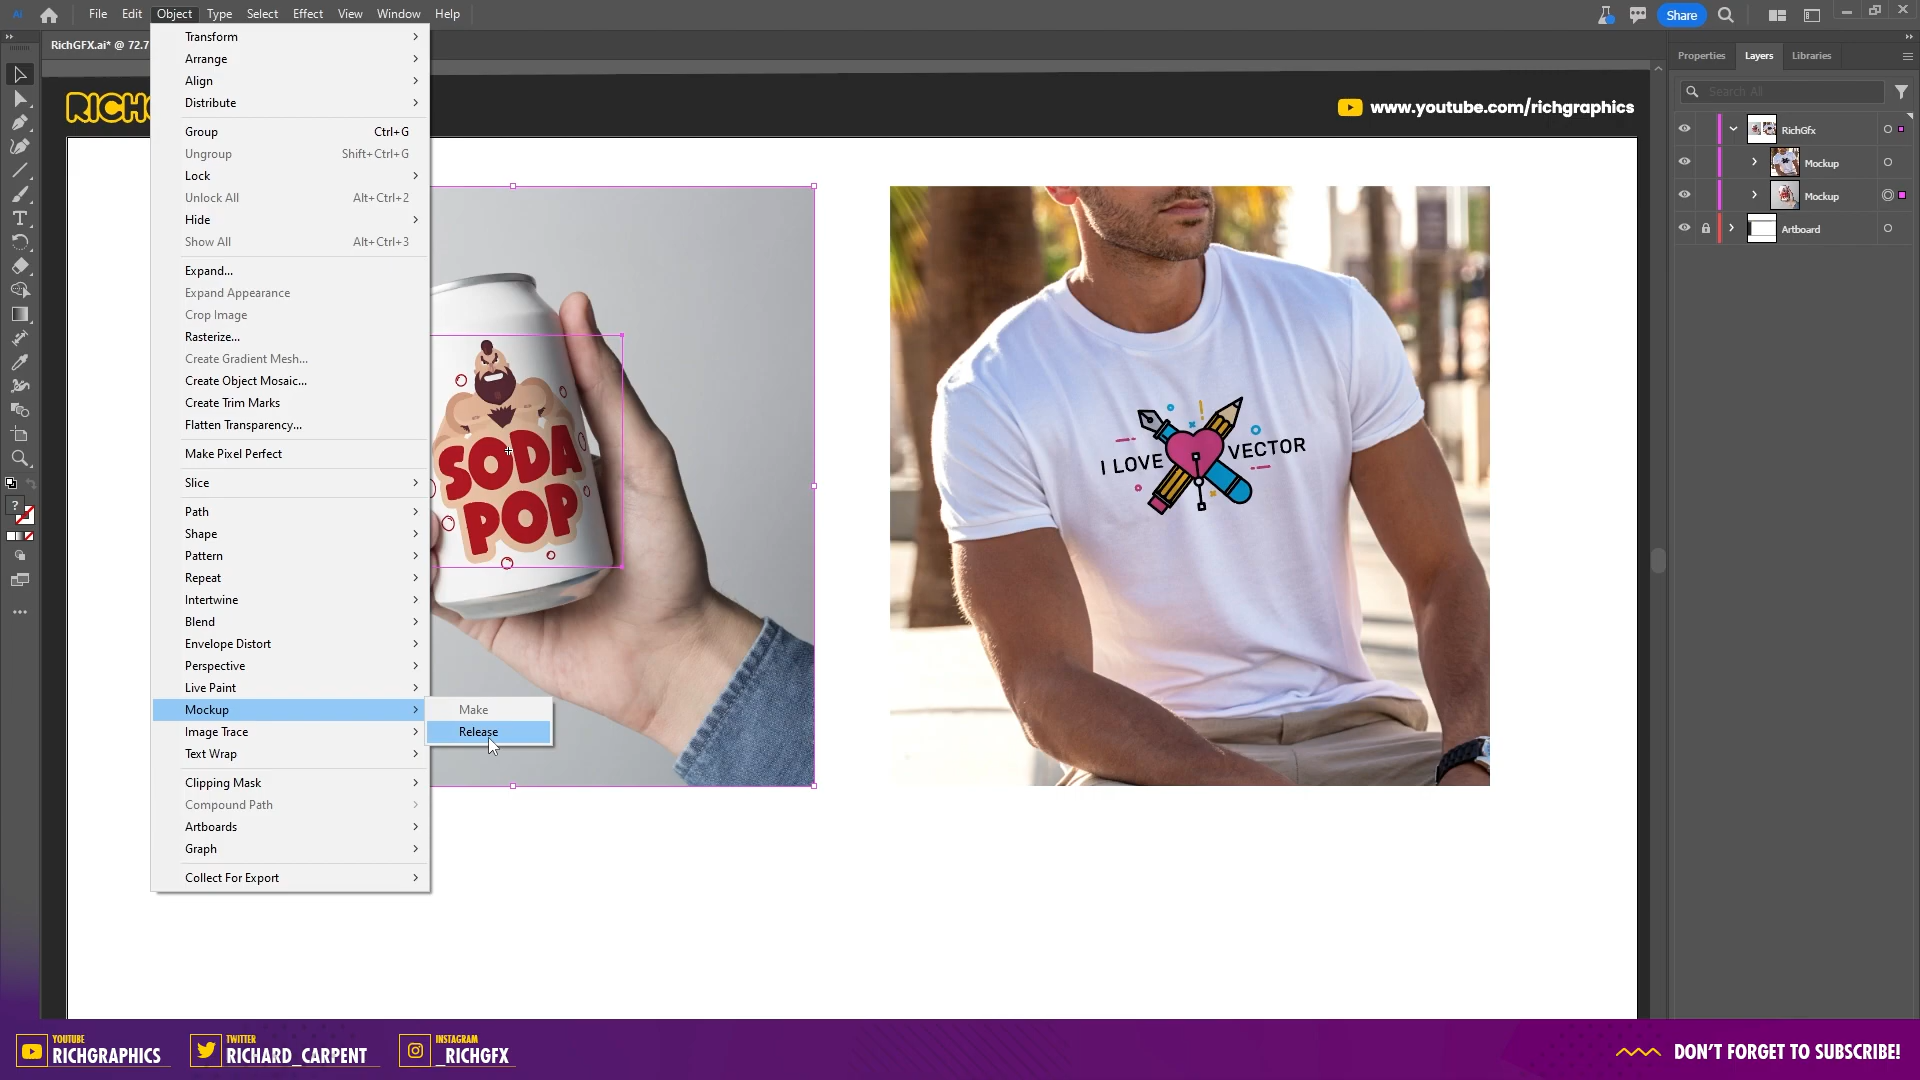 Ai
File Edit Object Type Select Effect View Window Help
Share
RichGFX.ai* @ 72.7
Transform
Arrange
Align
Distribute
Group Ctrl+G
Ungroup Shift+Ctrl+G
Lock
Unlock All Alt+Ctrl+2
Hide
Show All Alt+Ctrl+3
Expand...
Expand Appearance
Crop Image
Rasterize...
Create Gradient Mesh...
Create Object Mosaic...
Create Trim Marks
Flatten Transparency...
Make Pixel Perfect
Slice
Path
Shape
Pattern
Repeat
Intertwine
Blend
Envelope Distort
Perspective
Live Paint
Mockup
Image Trace
Text Wrap
Clipping Mask
Compound Path
Artboards
Graph
Collect For Export
Make
Release
www.youtube.com/richgraphics
SODA
POP
I LOVE VECTOR
Properties Layers Libraries
Search All
RichGfx
Mockup
Mockup
Artboard
YOUTUBE
RICHGRAPHICS
TWITTER
RICHARD_CARPENT
INSTAGRAM
_RICHGFX
DON'T FORGET TO SUBSCRIBE!